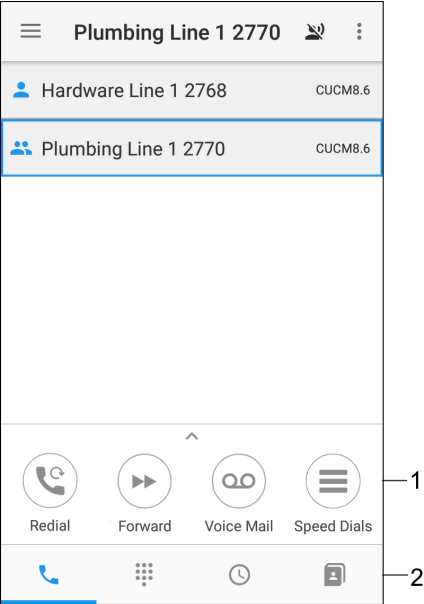 Plumbing Line 1 2770
Hardware Line 1 2768 CUCM8.6
Plumbing Line 1 2770 CUCM8.6
1
Redial Forward Voice Mail Speed Dials
2